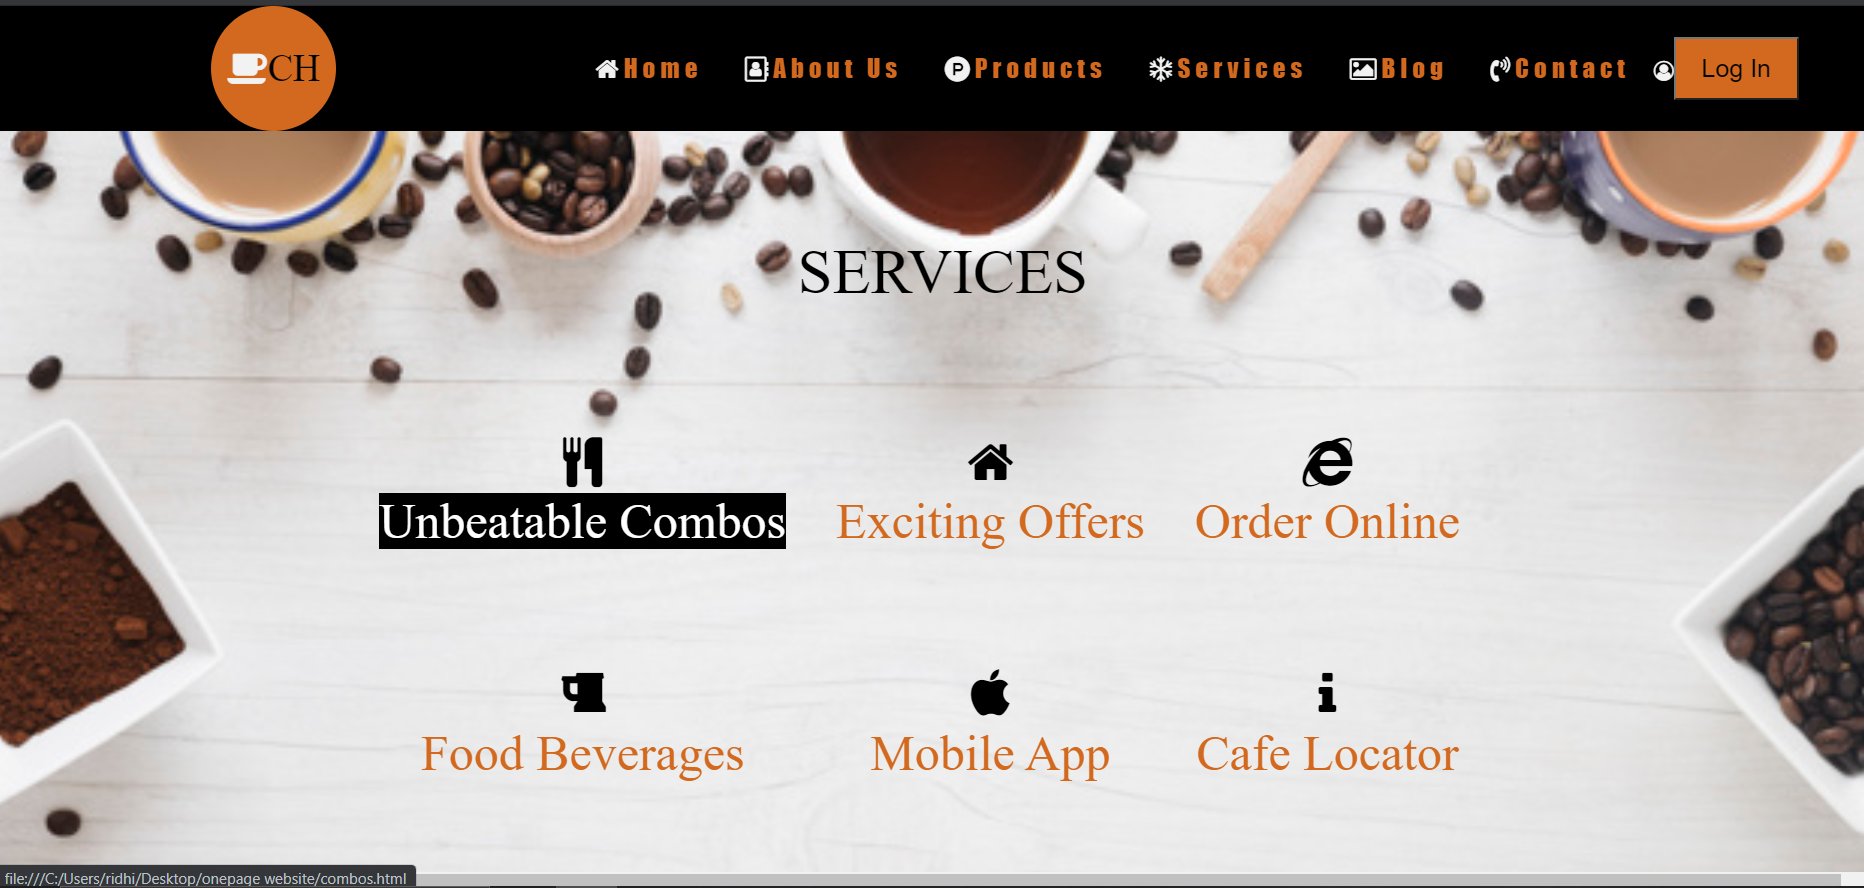 CH
Home About Us Products Services Blog Contact Log In
SERVICES
Unbeatable Combos Exciting Offers Order Online
Food Beverages Mobile App Cafe Locator
file:///C:/Users/ridhi/Desktop/onepage website/combos.html